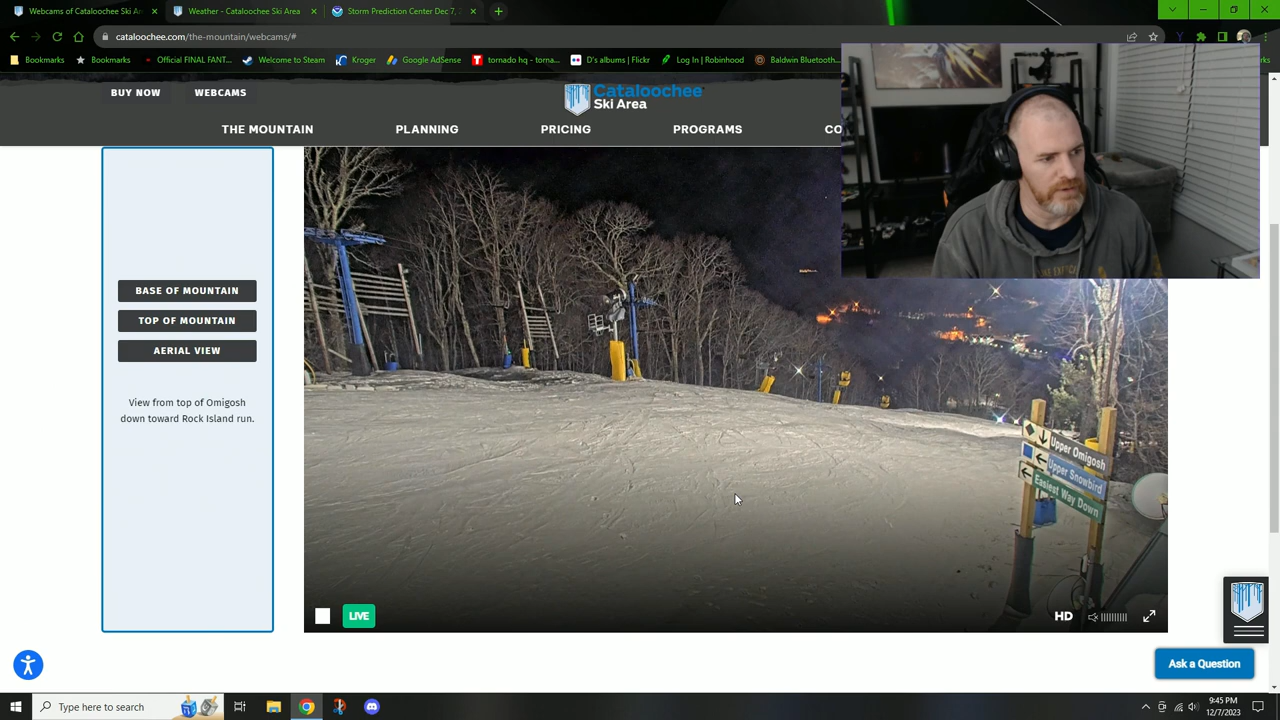 Webcams of Cataloochee Ski Ar
Weather - Cataloochee Ski Area
Storm Prediction Center Dec 7, 2
cataloochee.com/the-mountain/webcams/#
Bookmarks
Bookmarks
Official FINAL FANT...
Welcome to Steam
Kroger
Google AdSense
tornado hq - torna...
D's albums | Flickr
Log In | Robinhood
Baldwin Bluetooth...
rks
BUY NOW
WEBCAMS
Cataloochee
Ski Area
THE MOUNTAIN
PLANNING
PRICING
PROGRAMS
CO
BASE OF MOUNTAIN
TOP OF MOUNTAIN
AERIAL VIEW
View from top of Omigosh
down toward Rock Island run.
Upper Omigosh
Upper Snowbird
Easiest Way Down
LIVE
HD
Ask a Question
Type here to search
9:45 PM
12/7/2023